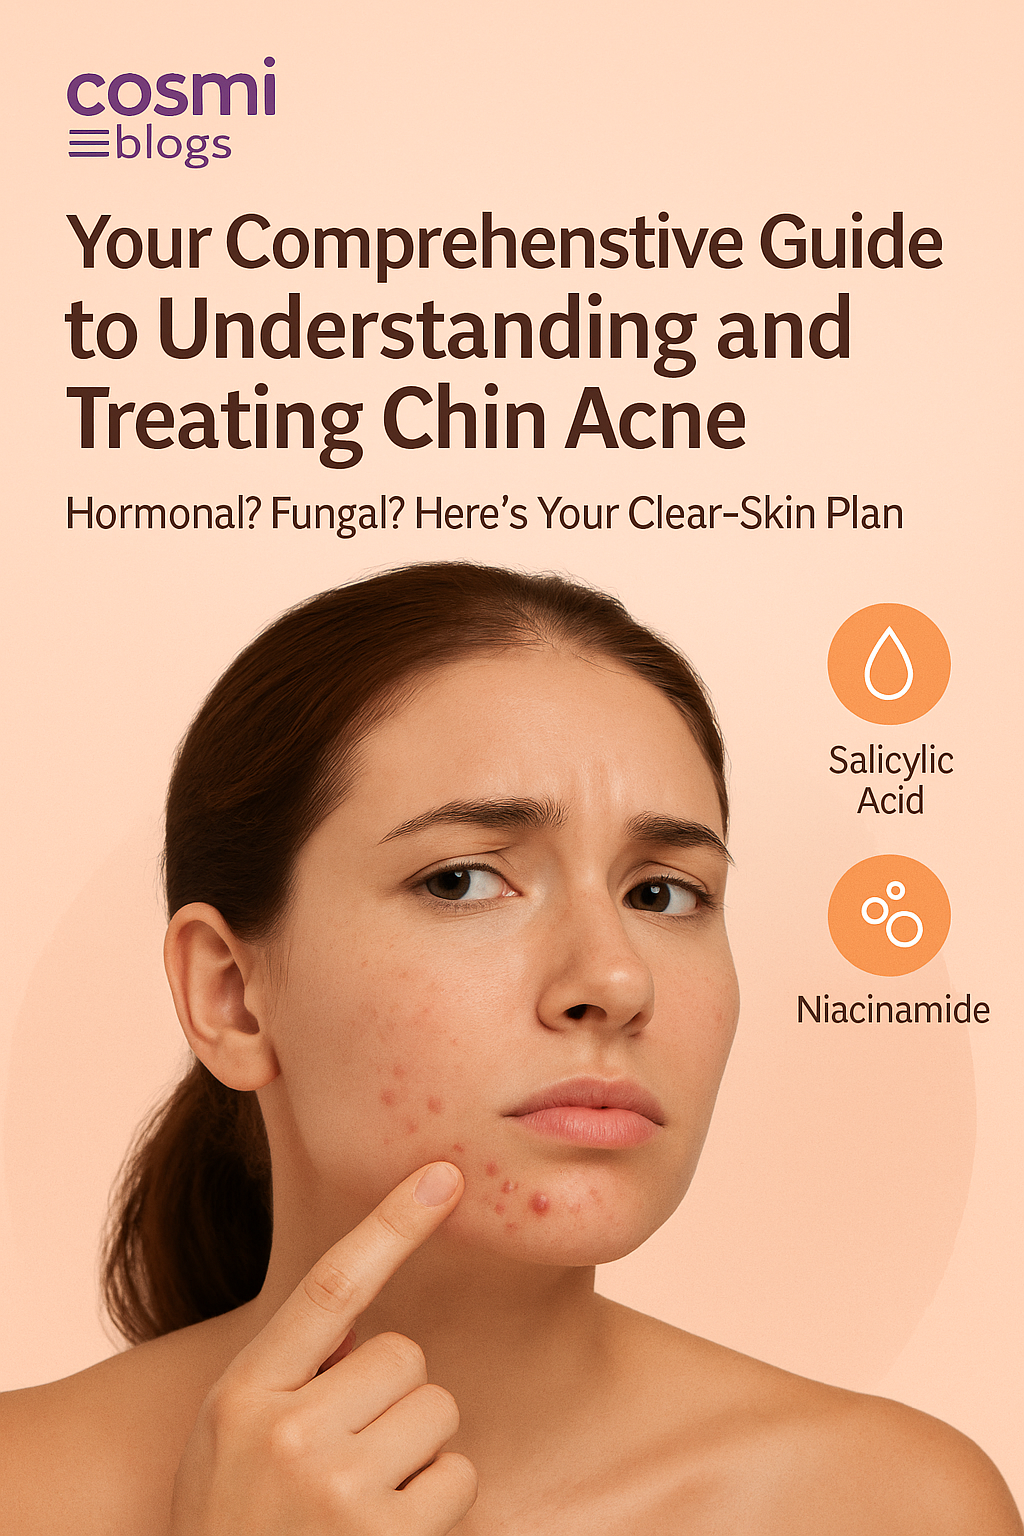 cosmi
blogs
Your Comprehenstive Guide
to Understanding and
Treating Chin Acne
Hormonal? Fungal? Here's Your Clear-Skin Plan
Salicylic
Acid
Niacinamide